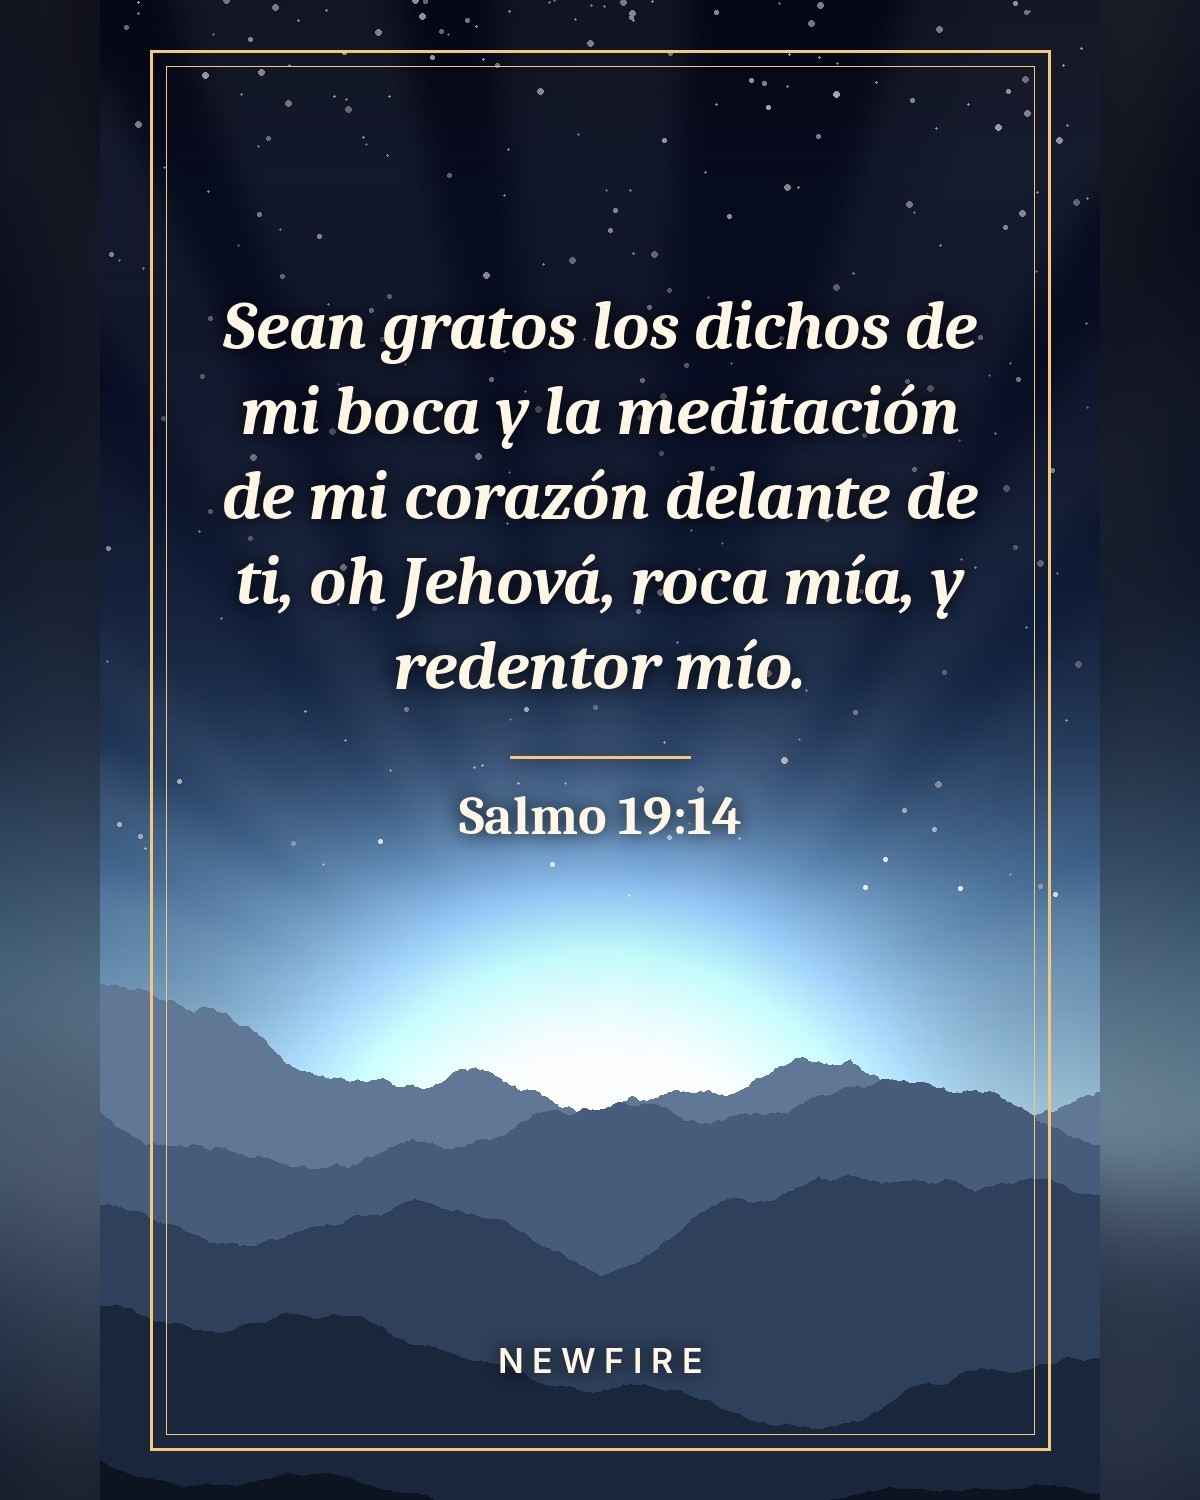 Sean gratos los dichos de
mi boca y la meditación
de mi corazón delante de
ti, oh Jehová, roca mía, y
redentor mío.
Salmo 19:14
NEWFIRE